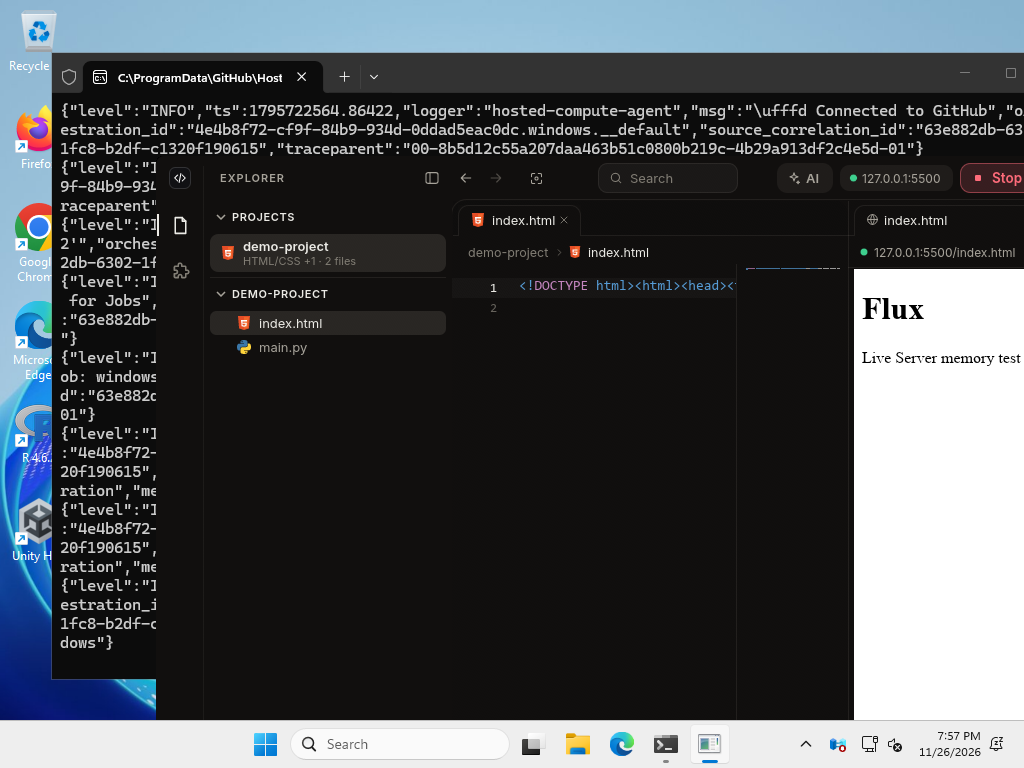 Recycle
Firefo
Google
Chrom
Microso
Edge
R 4.6.
Unity H
C:\ProgramData\GitHub\Host
{"level":"INFO","ts":1795722564.86422,"logger":"hosted-compute-agent","msg":"\ufffd Connected to GitHub","o
estration_id":"4e4b8f72-cf9f-84b9-934d-0ddad5eac0dc.windows.__default","source_correlation_id":"63e882db-63
1fc8-b2df-c1320f190615","traceparent":"00-8b5d12c55a207daa463b51c0800b219c-4b29a913df2c4e5d-01"}
{"level":"I
9f-84b9-934
raceparent"
{"level":"I
2'","orches
2db-6302-1f
{"level":"I
for Jobs",
:"63e882db-
"}
{"level":"I
ob: windows
d":"63e882d
01"}
{"level":"I
:"4e4b8f72-
20f190615",
ration","me
{"level":"I
:"4e4b8f72-
20f190615",
ration","me
{"level":"I
estration_i
1fc8-b2df-c
dows"}
EXPLORER
Search
AI
127.0.0.1:5500
Stop
PROJECTS
demo-project
HTML/CSS +1 · 2 files
DEMO-PROJECT
index.html
main.py
index.html
demo-project > index.html
1 <!DOCTYPE html><html><head><
2
index.html
127.0.0.1:5500/index.html
Flux
Live Server memory test
Search
7:57 PM
11/26/2026